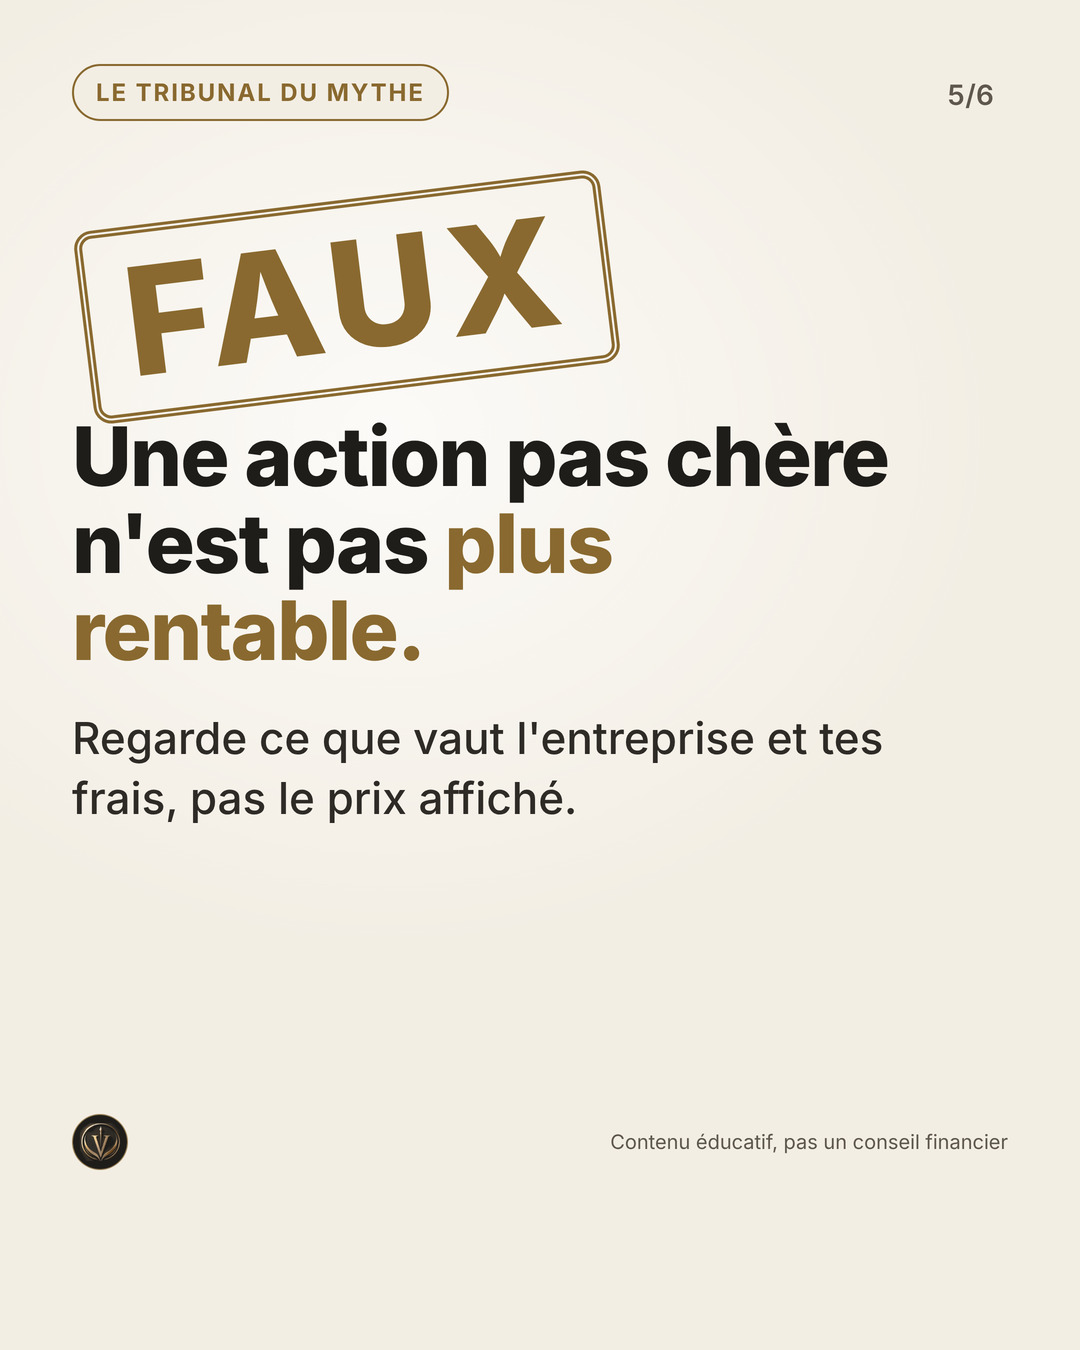 LE TRIBUNAL DU MYTHE
5/6
FAUX
Une action pas chère
n'est pas plus
rentable.
Regarde ce que vaut l'entreprise et tes
frais, pas le prix affiché.
V
Contenu éducatif, pas un conseil financier